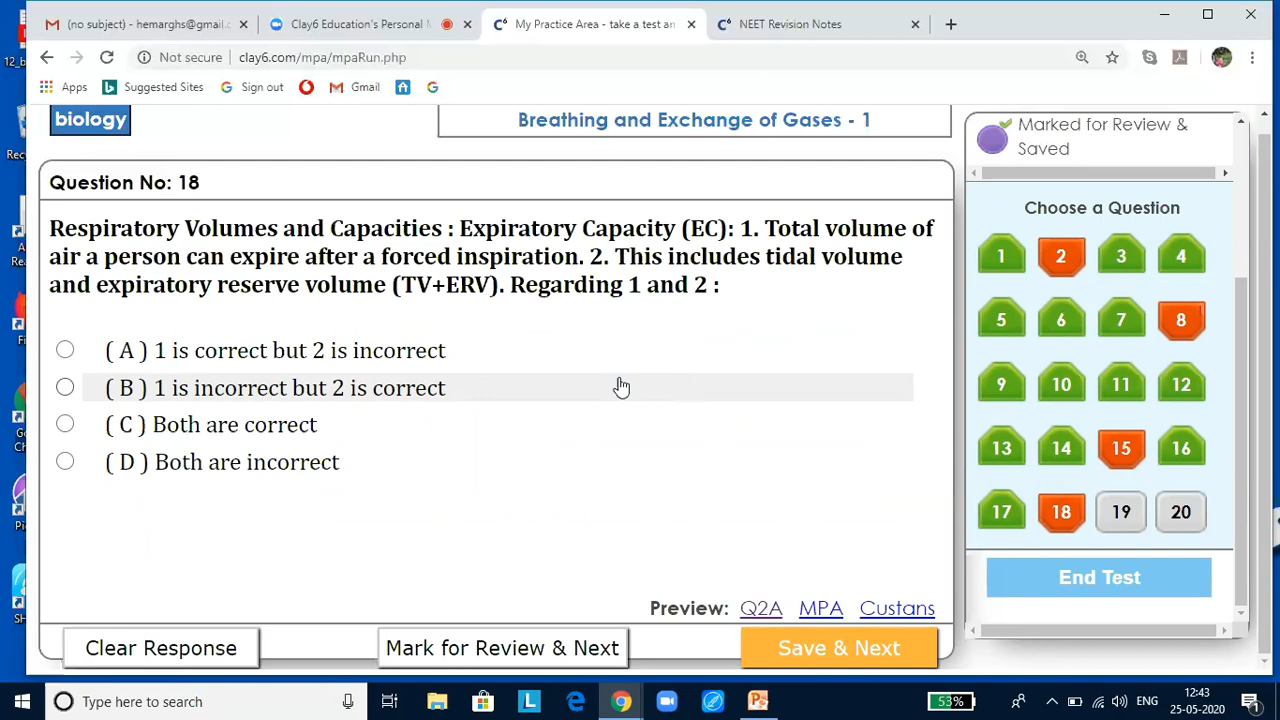 (no subject) - hemarghs@gmail.c
Clay6 Education's Personal M
My Practice Area - take a test an
NEET Revision Notes
Not secure | clay6.com/mpa/mpaRun.php
Apps
Suggested Sites
Sign out
Gmail
biology
Breathing and Exchange of Gases - 1
Marked for Review &
Saved
Question No: 18
Choose a Question
Respiratory Volumes and Capacities : Expiratory Capacity (EC): 1. Total volume of
air a person can expire after a forced inspiration. 2. This includes tidal volume
and expiratory reserve volume (TV+ERV). Regarding 1 and 2 :
( A ) 1 is correct but 2 is incorrect
( B ) 1 is incorrect but 2 is correct
( C ) Both are correct
( D ) Both are incorrect
1 2 3 4
5 6 7 8
9 10 11 12
13 14 15 16
17 18 19 20
End Test
Preview: Q2A MPA Custans
Clear Response
Mark for Review & Next
Save & Next
Type here to search
53%
ENG
12:43
25-05-2020